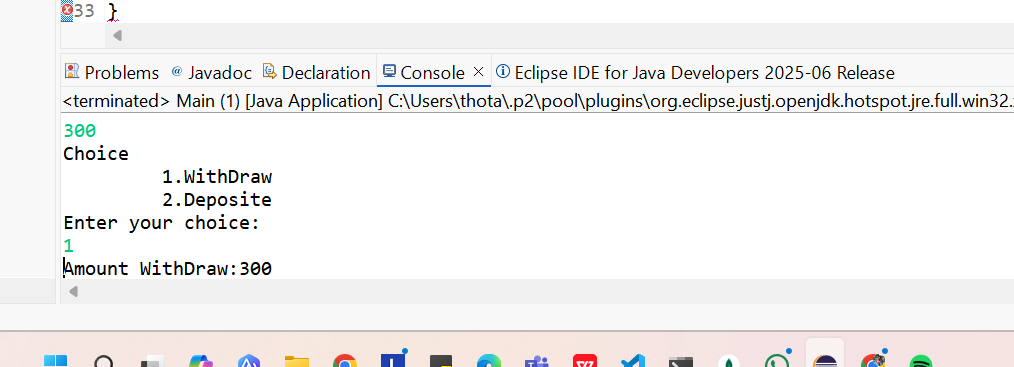 33 }
Problems @ Javadoc Declaration Console Eclipse IDE for Java Developers 2025-06 Release
<terminated> Main (1) [Java Application] C:\Users\thota\.p2\pool\plugins\org.eclipse.justj.openjdk.hotspot.jre.full.win32.
300
Choice
1.WithDraw
2.Deposite
Enter your choice:
1
Amount WithDraw:300